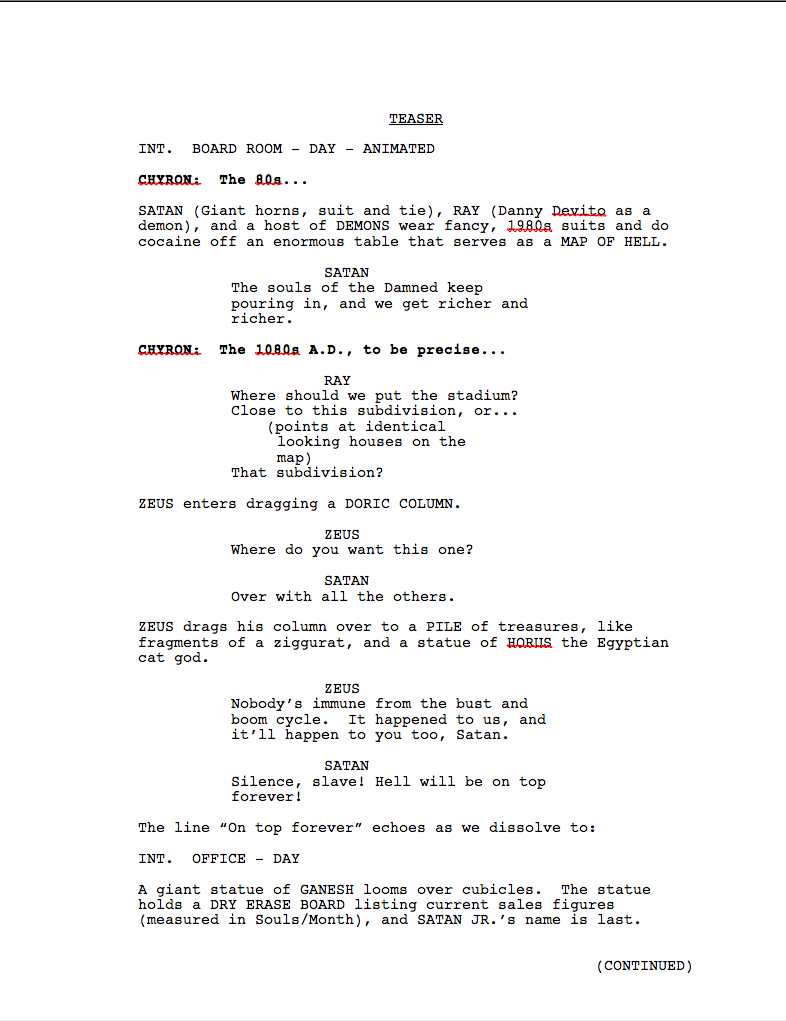 TEASER
INT.  BOARD ROOM – DAY – ANIMATED
CHYRON:  The 80s...
SATAN (Giant horns, suit and tie), RAY (Danny Devito as a
demon), and a host of DEMONS wear fancy, 1980s suits and do
cocaine off an enormous table that serves as a MAP OF HELL.
SATAN
The souls of the Damned keep
pouring in, and we get richer and
richer.
CHYRON:  The 1080s A.D., to be precise...
RAY
Where should we put the stadium?
Close to this subdivision, or...
(points at identical
looking houses on the
map)
That subdivision?
ZEUS enters dragging a DORIC COLUMN.
ZEUS
Where do you want this one?
SATAN
Over with all the others.
ZEUS drags his column over to a PILE of treasures, like
fragments of a ziggurat, and a statue of HORUS the Egyptian
cat god.
ZEUS
Nobody’s immune from the bust and
boom cycle.  It happened to us, and
it’ll happen to you too, Satan.
SATAN
Silence, slave! Hell will be on top
forever!
The line “On top forever” echoes as we dissolve to:
INT.  OFFICE – DAY
A giant statue of GANESH looms over cubicles.  The statue
holds a DRY ERASE BOARD listing current sales figures
(measured in Souls/Month), and SATAN JR.’s name is last.
(CONTINUED)